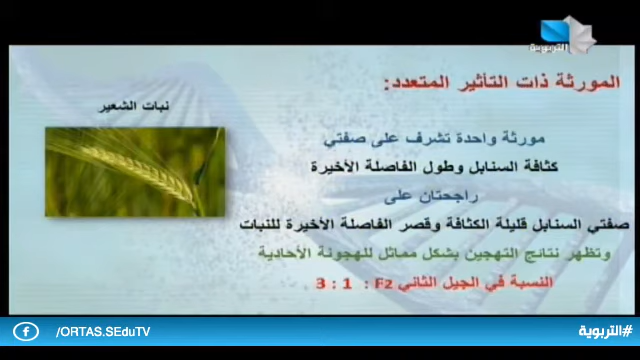 التربوية
المورثة ذات التأثير المتعدد:
نبات الشعير
مورثة واحدة تشرف على صفتي
كثافة السنابل وطول الفاصلة الأخيرة
راجحتان على
صفتي السنابل قليلة الكثافة وقصر الفاصلة الأخيرة للنبات
وتظهر نتائج التهجين بشكل مماثل للهجونة الأحادية
النسبة في الجيل الثاني F2 : 1 : 3
/ORTAS.SEduTV
#التربوية